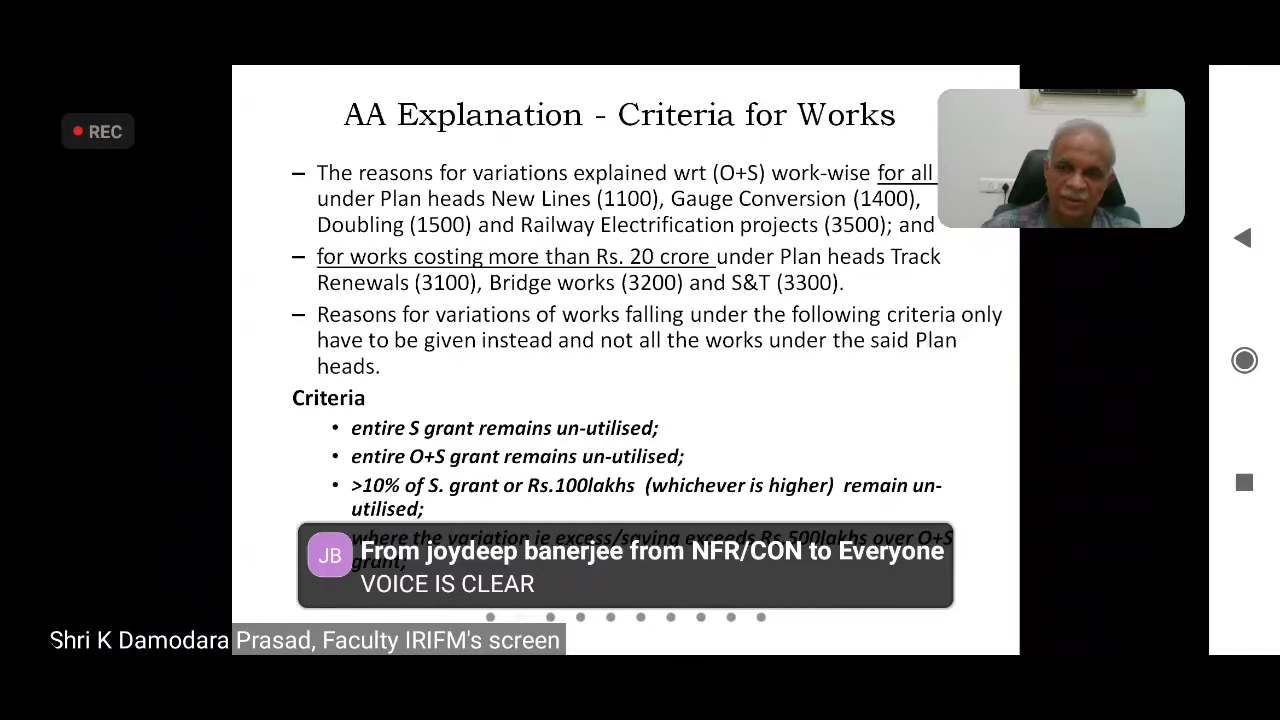 AA Explanation - Criteria for Works
REC
– The reasons for variations explained wrt (O+S) work-wise for all
under Plan heads New Lines (1100), Gauge Conversion (1400),
Doubling (1500) and Railway Electrification projects (3500); and
– for works costing more than Rs. 20 crore under Plan heads Track
Renewals (3100), Bridge works (3200) and S&T (3300).
– Reasons for variations of works falling under the following criteria only
have to be given instead and not all the works under the said Plan
heads.
Criteria
• entire S grant remains un-utilised;
• entire O+S grant remains un-utilised;
• >10% of S. grant or Rs.100lakhs (whichever is higher) remain un-
utilised;
where the variation ie excess/saving exceeds Rs.500lakhs over O+S
grant;
JB
From joydeep banerjee from NFR/CON to Everyone
VOICE IS CLEAR
Shri K Damodara Prasad, Faculty IRIFM's screen